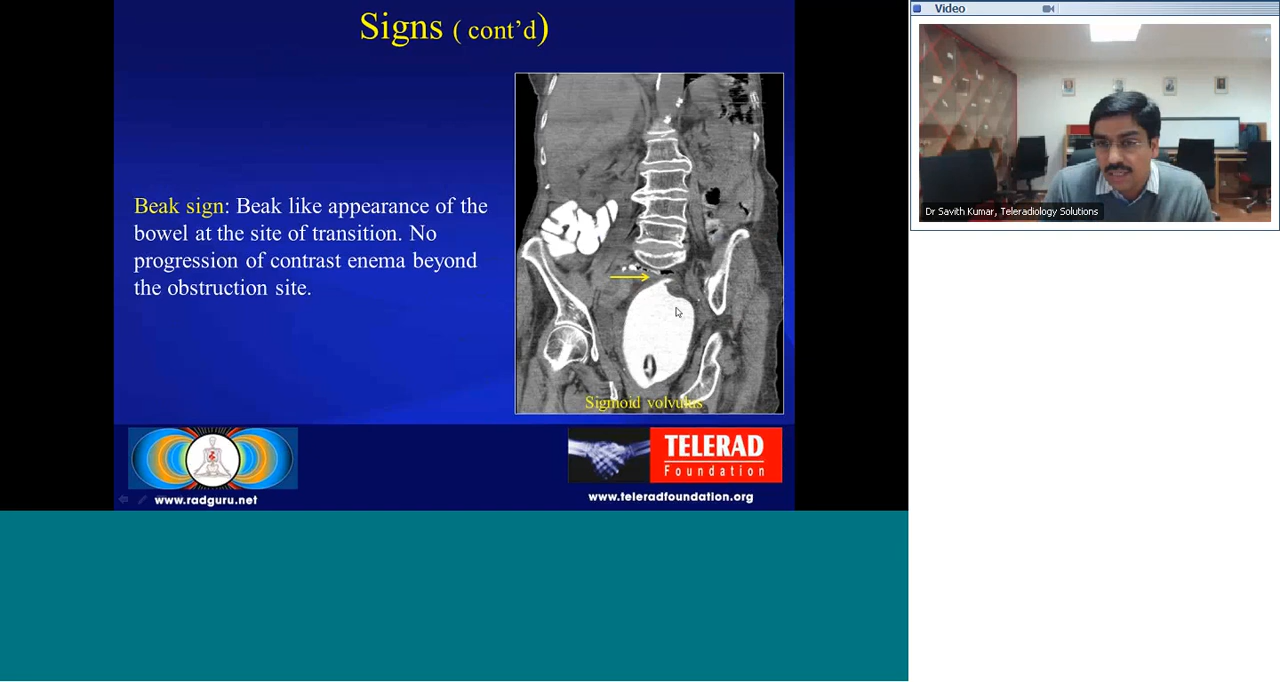 Signs ( cont’d)
Beak sign: Beak like appearance of the
bowel at the site of transition. No
progression of contrast enema beyond
the obstruction site.
Sigmoid volvulus
www.radguru.net
TELERAD
Foundation
www.teleradfoundation.org
Video
Dr Savith Kumar, Teleradiology Solutions